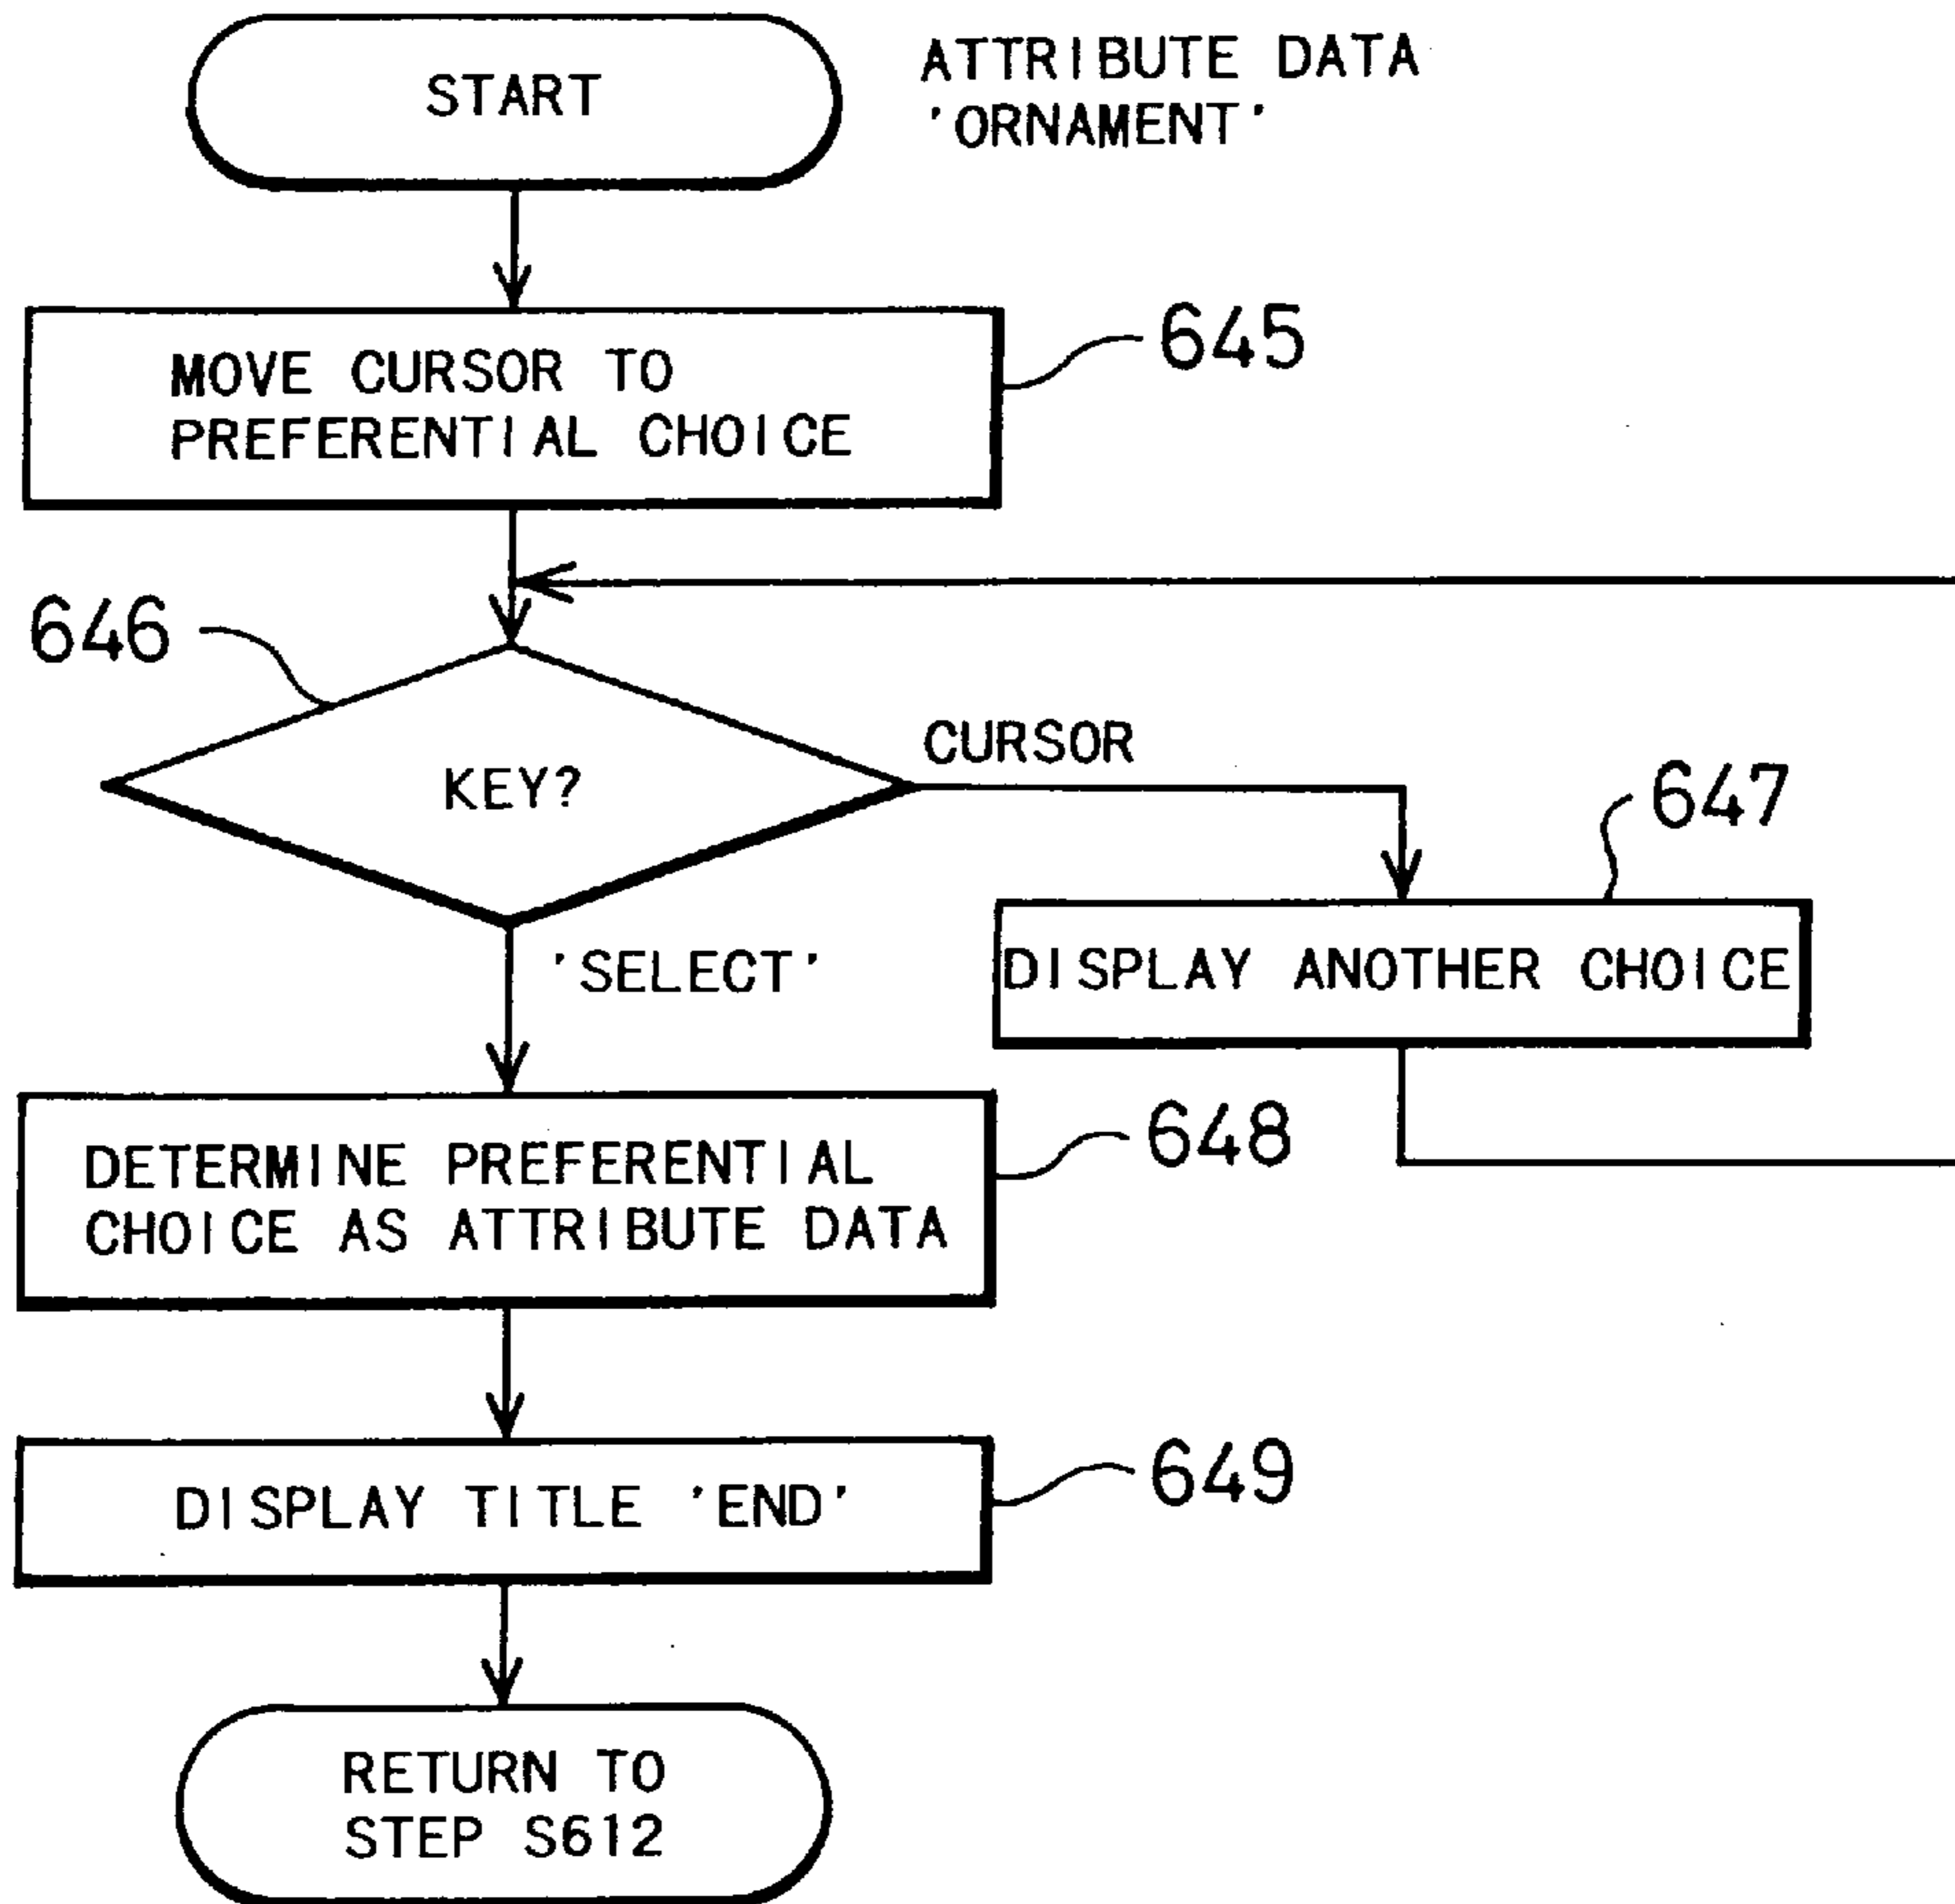 START
ATTRIBUTE DATA
'ORNAMENT'
MOVE CURSOR TO
PREFERENTIAL CHOICE
645
646
KEY?
CURSOR
647
DISPLAY ANOTHER CHOICE
'SELECT'
DETERMINE PREFERENTIAL
CHOICE AS ATTRIBUTE DATA
648
DISPLAY TITLE 'END'
649
RETURN TO
STEP S612